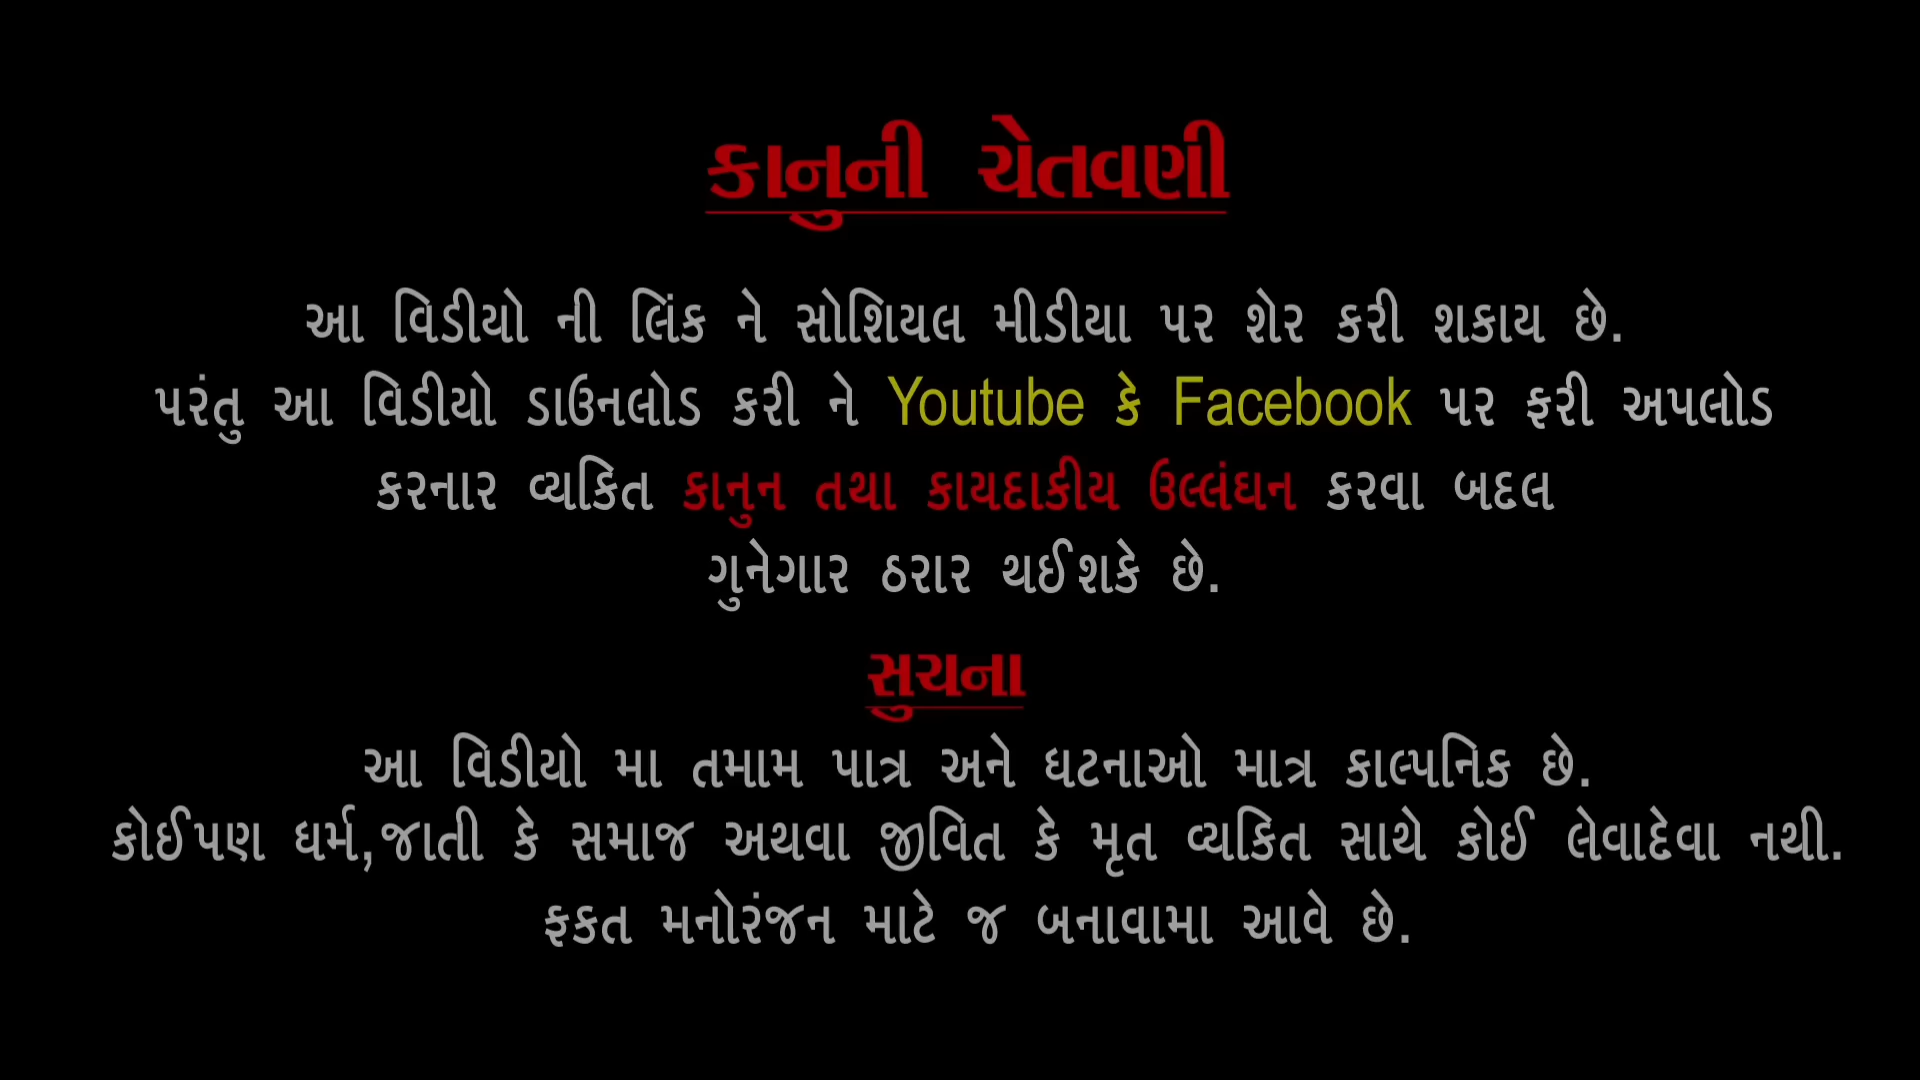 કાનુની ચેતવણી
આ વિડીયો ની લિંક ને સોશિયલ મીડીયા પર શેર કરી શકાય છે.
પરંતુ આ વિડીયો ડાઉનલોડ કરી ને Youtube કે Facebook પર ફરી અપલોડ
કરનાર વ્યકિત કાનુન તથા કાયદાકીય ઉલ્લંઘન કરવા બદલ
ગુનેગાર ઠરાર થઈશકે છે.
સુચના
આ વિડીયો મા તમામ પાત્ર અને ઘટનાઓ માત્ર કાલ્પનિક છે.
કોઈપણ ધર્મ,જાતી કે સમાજ અથવા જીવિત કે મૃત વ્યકિત સાથે કોઈ લેવાદેવા નથી.
ફકત મનોરંજન માટે જ બનાવામા આવે છે.